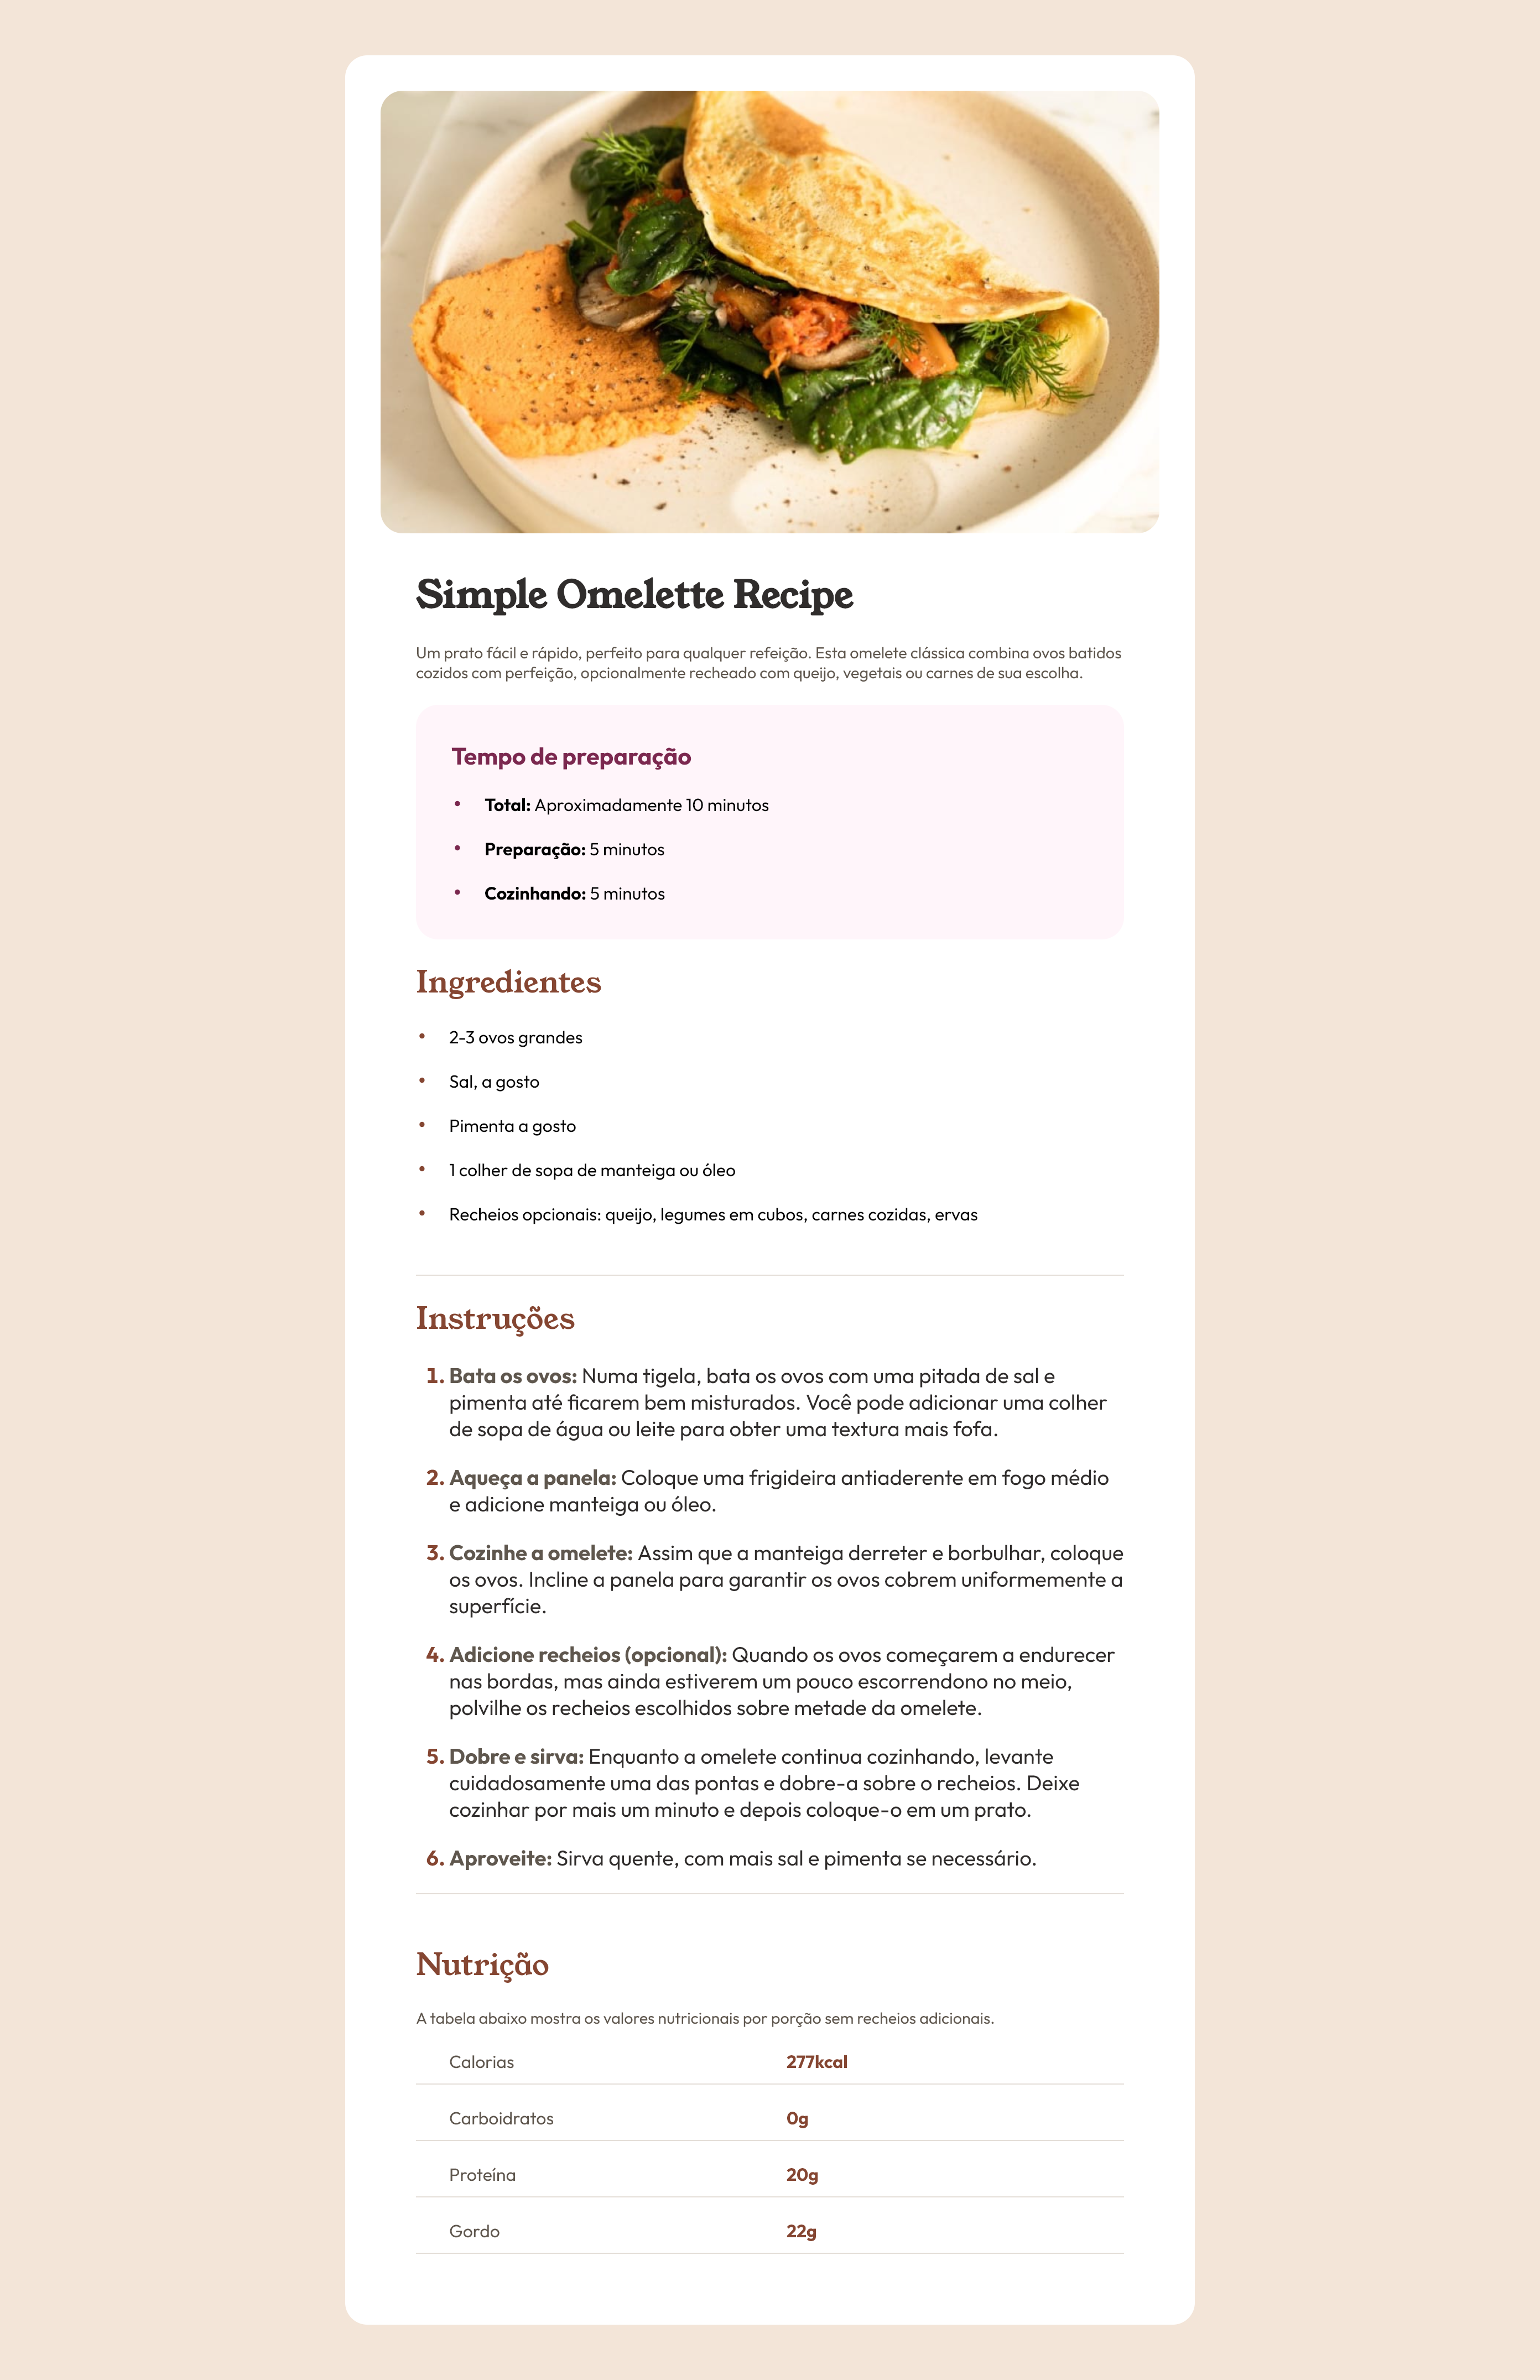 Simple Omelette Recipe
Um prato fácil e rápido, perfeito para qualquer refeição. Esta omelete clássica combina ovos batidos
cozidos com perfeição, opcionalmente recheado com queijo, vegetais ou carnes de sua escolha.
Tempo de preparação
• Total: Aproximadamente 10 minutos
• Preparação: 5 minutos
• Cozinhando: 5 minutos
Ingredientes
• 2-3 ovos grandes
• Sal, a gosto
• Pimenta a gosto
• 1 colher de sopa de manteiga ou óleo
• Recheios opcionais: queijo, legumes em cubos, carnes cozidas, ervas
Instruções
1. Bata os ovos: Numa tigela, bata os ovos com uma pitada de sal e
pimenta até ficarem bem misturados. Você pode adicionar uma colher
de sopa de água ou leite para obter uma textura mais fofa.
2. Aqueça a panela: Coloque uma frigideira antiaderente em fogo médio
e adicione manteiga ou óleo.
3. Cozinhe a omelete: Assim que a manteiga derreter e borbulhar, coloque
os ovos. Incline a panela para garantir os ovos cobrem uniformemente a
superfície.
4. Adicione recheios (opcional): Quando os ovos começarem a endurecer
nas bordas, mas ainda estiverem um pouco escorrendono no meio,
polvilhe os recheios escolhidos sobre metade da omelete.
5. Dobre e sirva: Enquanto a omelete continua cozinhando, levante
cuidadosamente uma das pontas e dobre-a sobre o recheios. Deixe
cozinhar por mais um minuto e depois coloque-o em um prato.
6. Aproveite: Sirva quente, com mais sal e pimenta se necessário.
Nutrição
A tabela abaixo mostra os valores nutricionais por porção sem recheios adicionais.
Calorias 277kcal
Carboidratos 0g
Proteína 20g
Gordo 22g